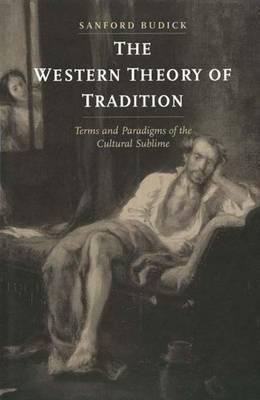 SANFORD BUDICK
THE
WESTERN THEORY OF
TRADITION
Terms and Paradigms of the
Cultural Sublime